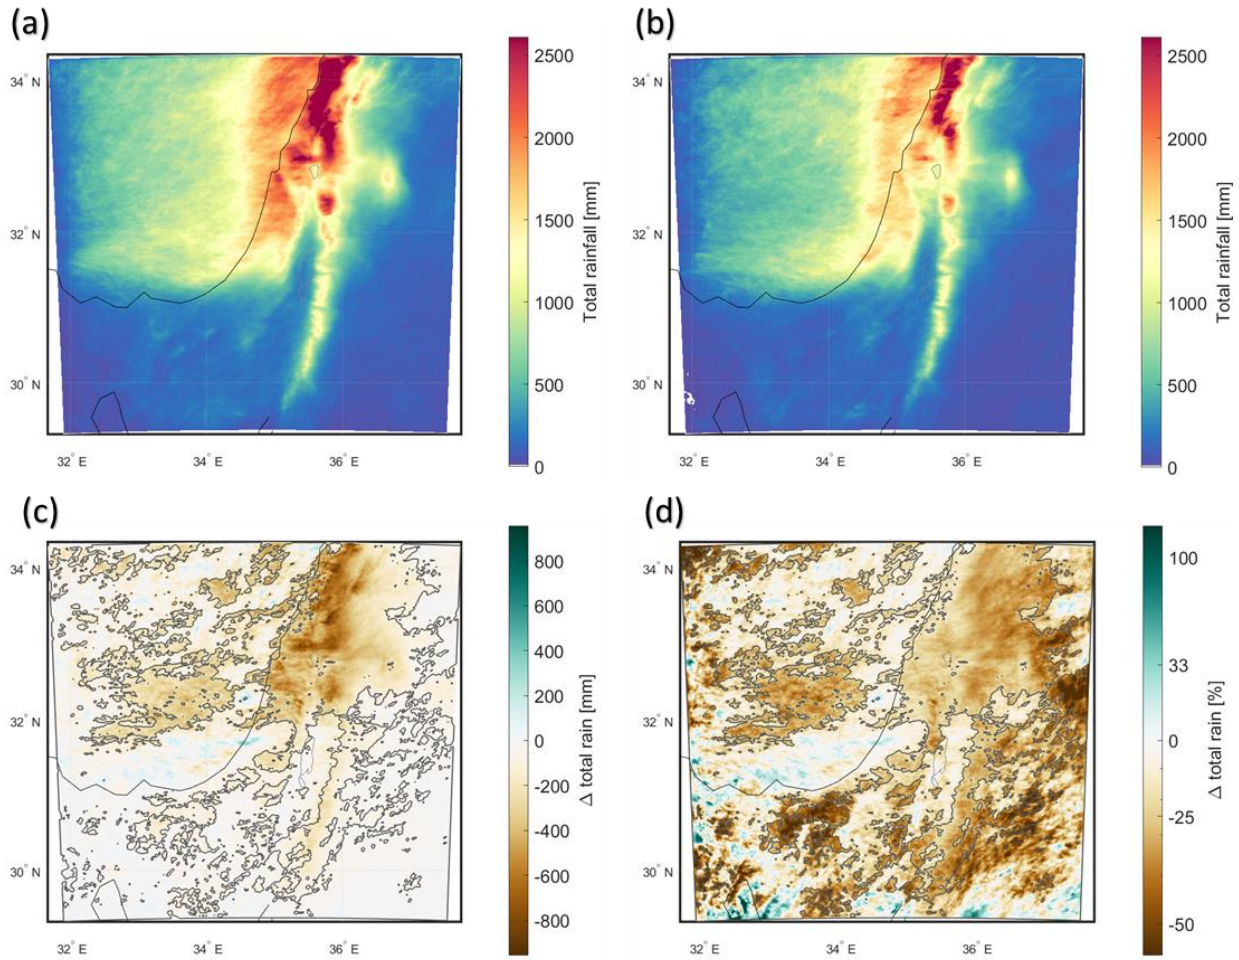 (a)
34° N
32° N
30° N
32° E
34° E
36° E
2500
2000
1500
1000
500
0
Total rainfall [mm]
(b)
34° N
32° N
30° N
32° E
34° E
36° E
2500
2000
1500
1000
500
0
Total rainfall [mm]
(c)
34° N
32° N
30° N
32° E
34° E
36° E
800
600
400
200
0
-200
-400
-600
-800
Δ total rain [mm]
(d)
34° N
32° N
30° N
32° E
34° E
36° E
100
33
0
-25
-50
Δ total rain [%]